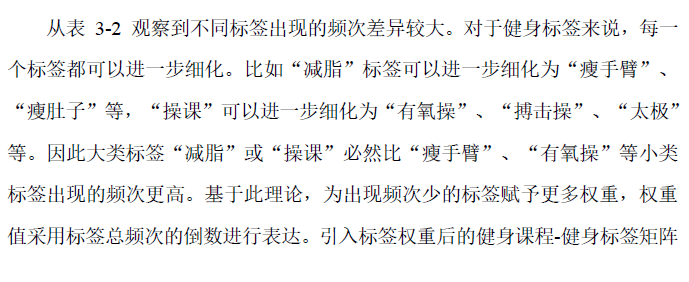 从表 3-2 观察到不同标签出现的频次差异较大。对于健身标签来说，每一
个标签都可以进一步细化。比如“减脂”标签可以进一步细化为“瘦手臂”、
“瘦肚子”等，“操课”可以进一步细化为“有氧操”、“搏击操”、“太极”
等。因此大类标签“减脂”或“操课”必然比“瘦手臂”、“有氧操”等小类
标签出现的频次更高。基于此理论，为出现频次少的标签赋予更多权重，权重
值采用标签总频次的倒数进行表达。引入标签权重后的健身课程-健身标签矩阵